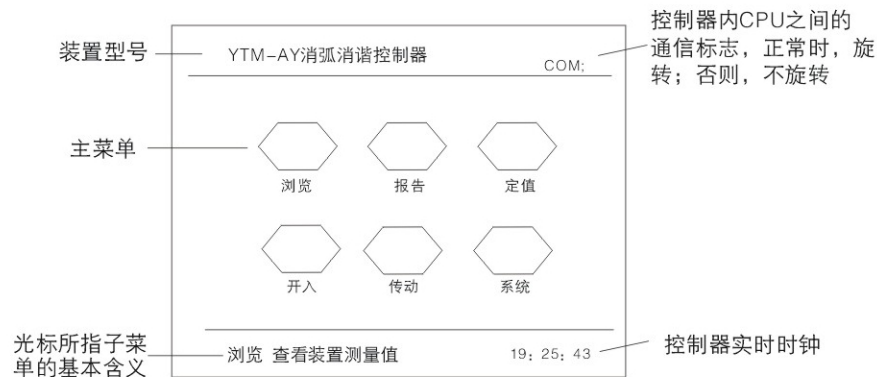 装置型号
YTM-AY消弧消谐控制器
COM;
控制器内CPU之间的
通信标志，正常时，旋
转；否则，不旋转
主菜单
浏览
报告
定值
开入
传动
系统
光标所指子菜
单的基本含义
浏览 查看装置测量值
19：25：43
控制器实时时钟